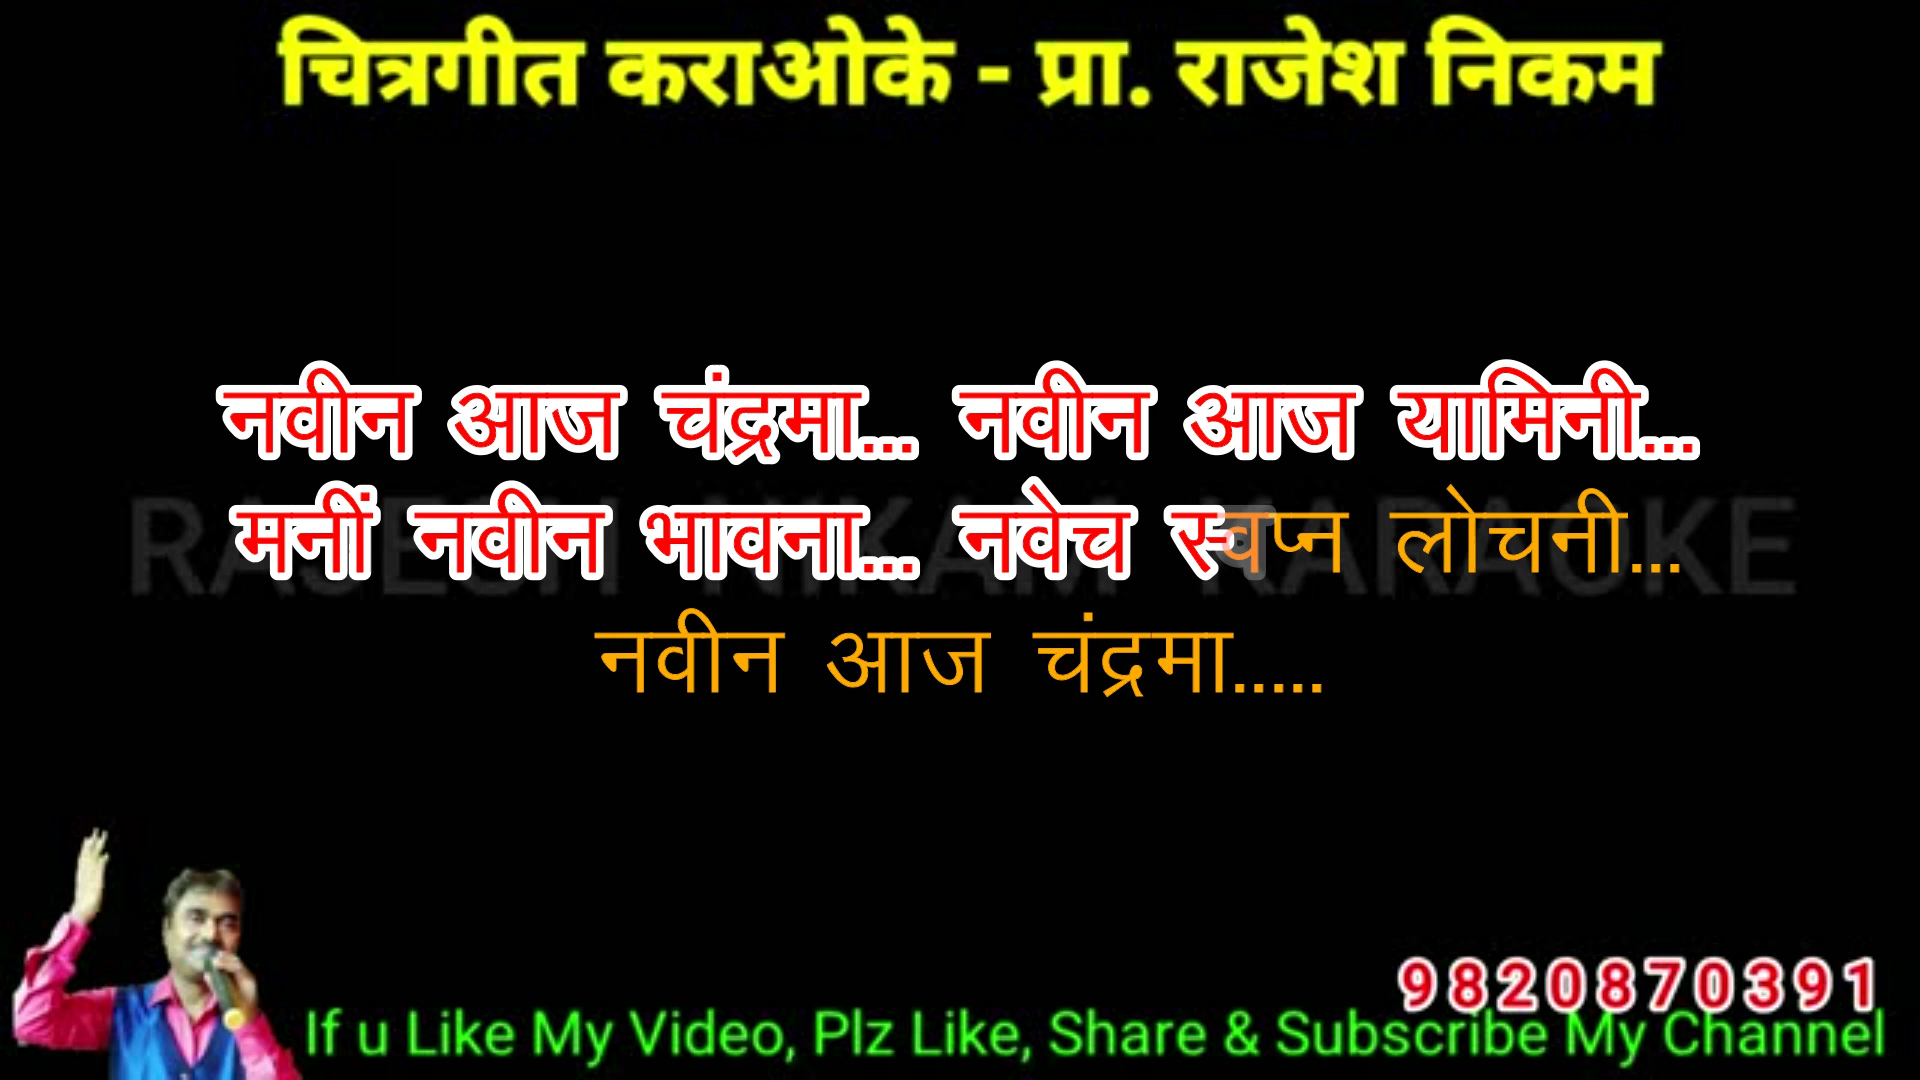 चित्रगीत कराओके - प्रा. राजेश निकम
नवीन आज चंद्रमा... नवीन आज यामिनी...
मनीं नवीन भावना... नवेच स्वप्न लोचनी...
RAJESH NIKAM KARAOKE
नवीन आज चंद्रमा.....
9820870391
If u Like My Video, Plz Like, Share & Subscribe My Channel